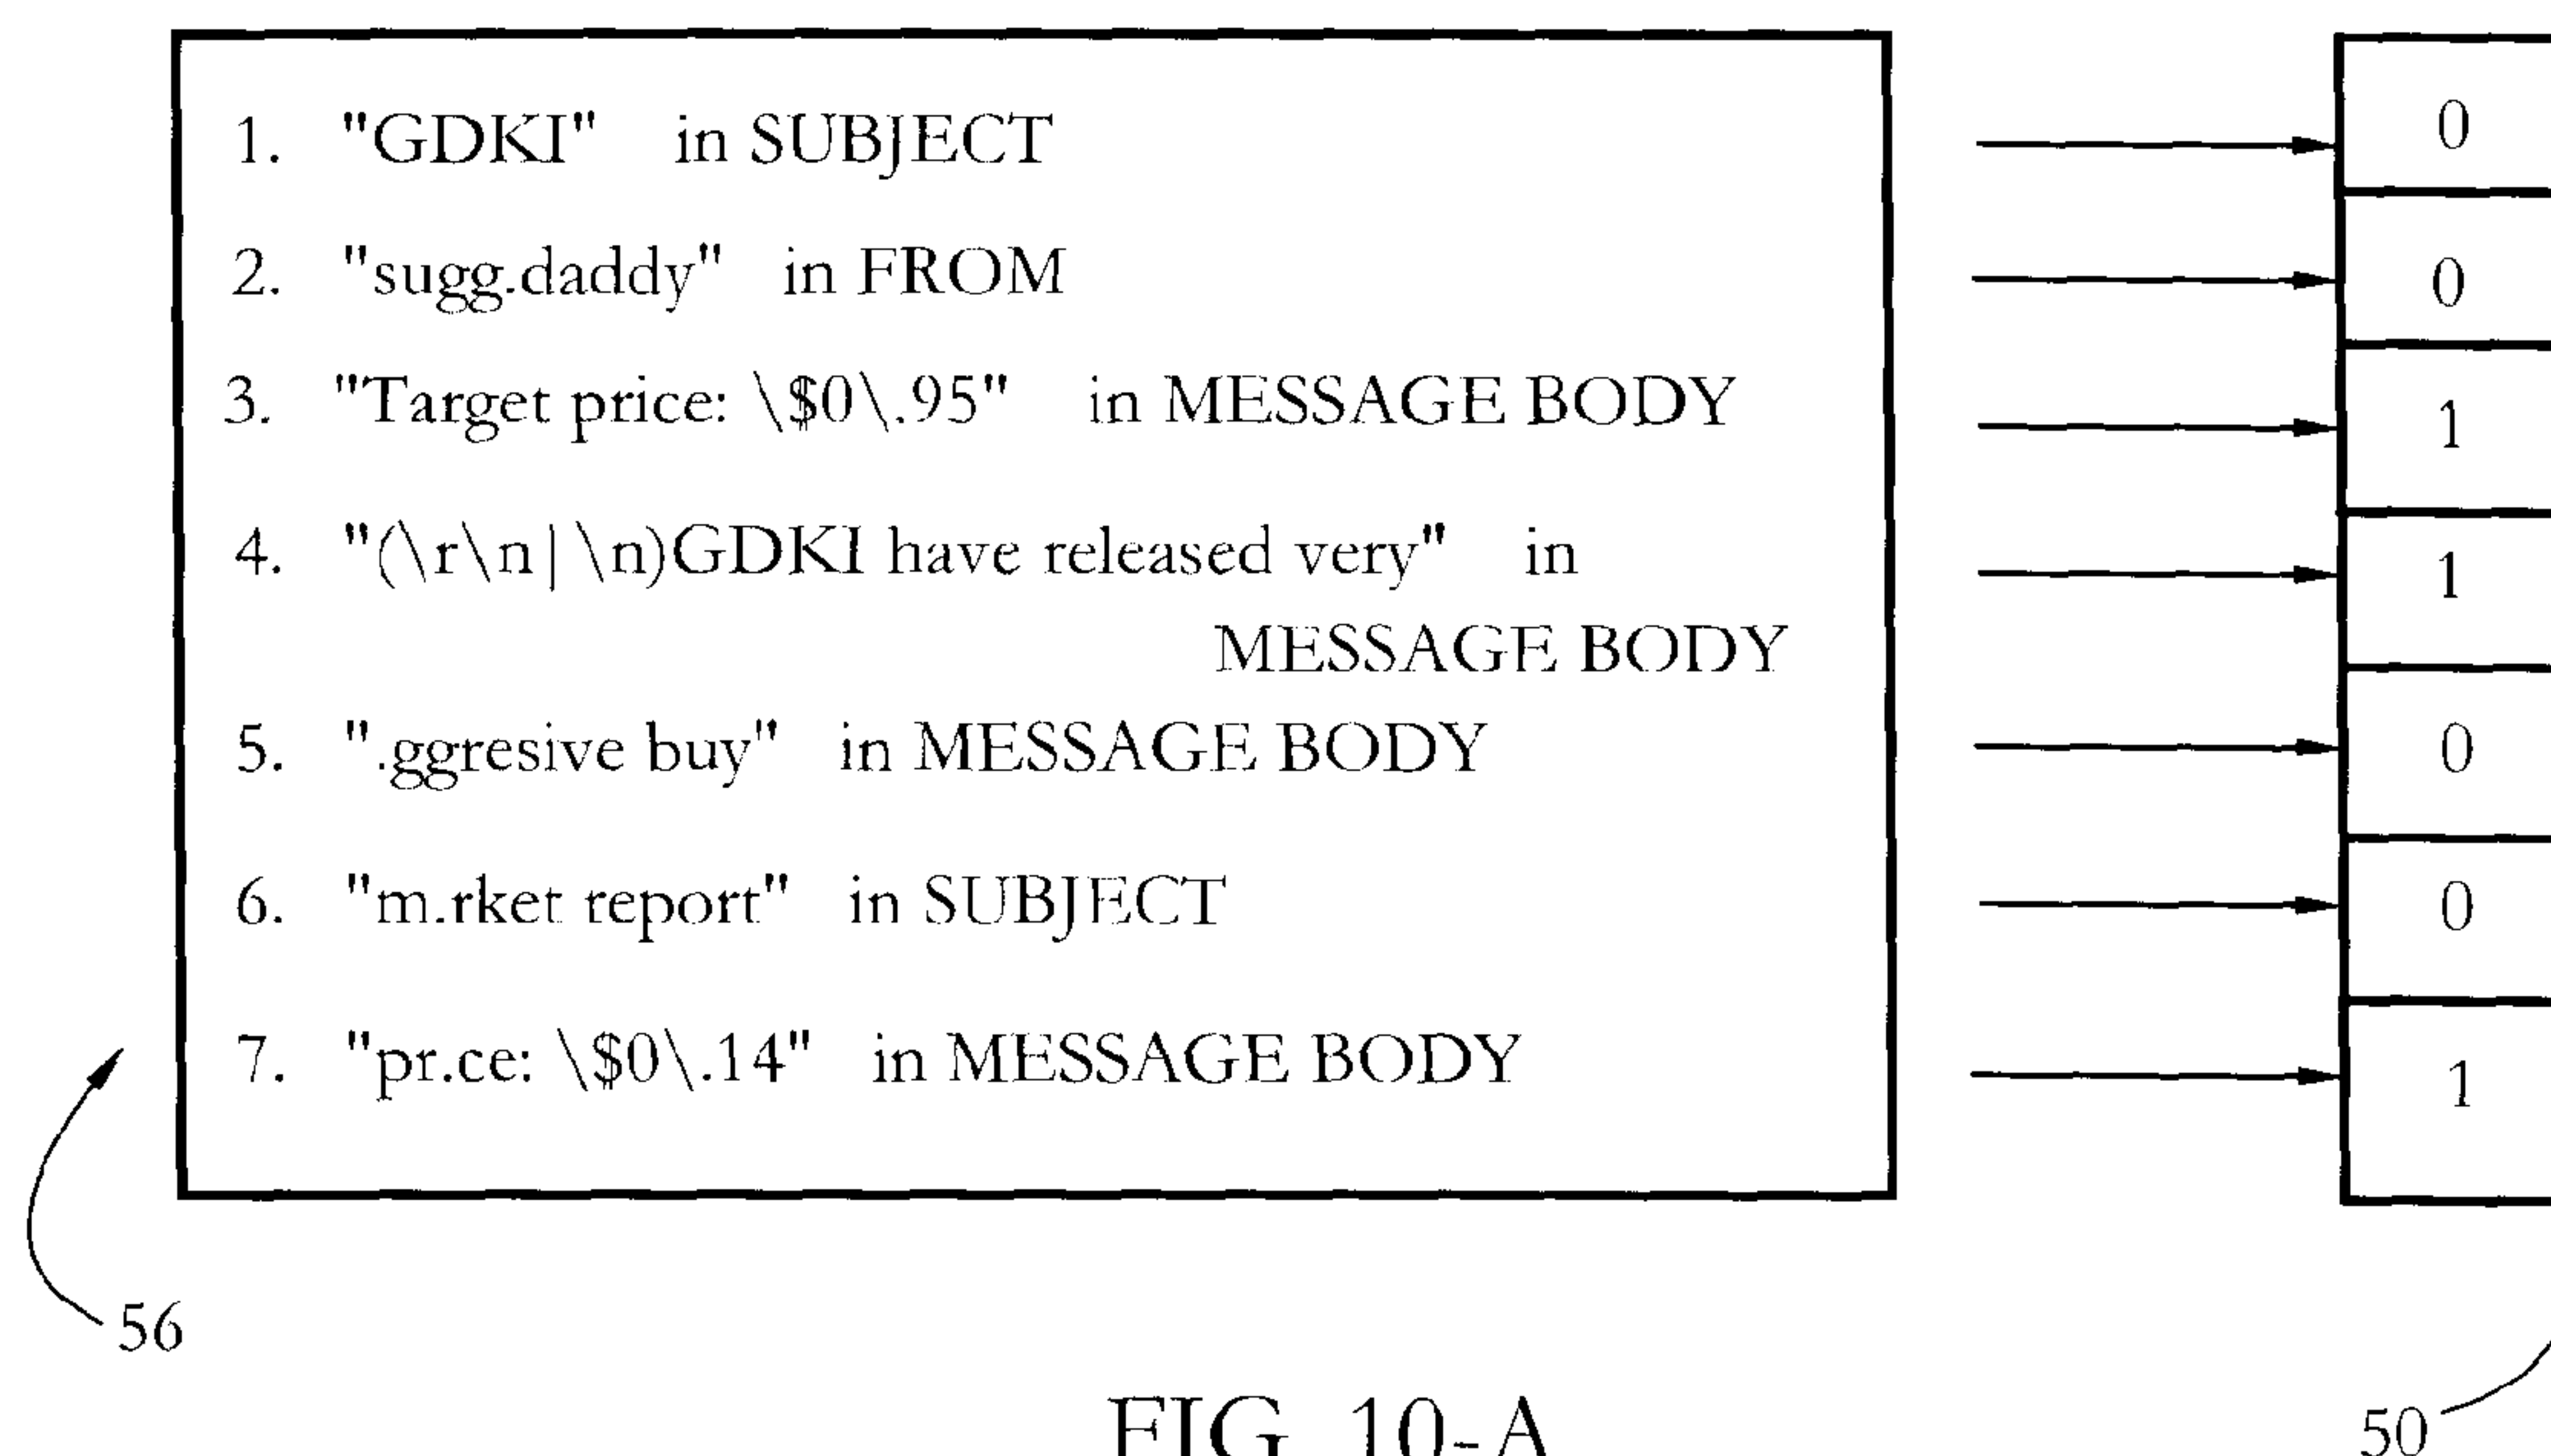 1. "GDKI" in SUBJECT 0
2. "sugg.daddy" in FROM 0
3. "Target price: \$0\.95" in MESSAGE BODY 1
4. "(\r\n|\n)GDKI have released very" in 1
MESSAGE BODY
5. ".ggresive buy" in MESSAGE BODY 0
6. "m.rket report" in SUBJECT 0
7. "pr.ce: \$0\.14" in MESSAGE BODY 1
56
FIG. 10-A
50